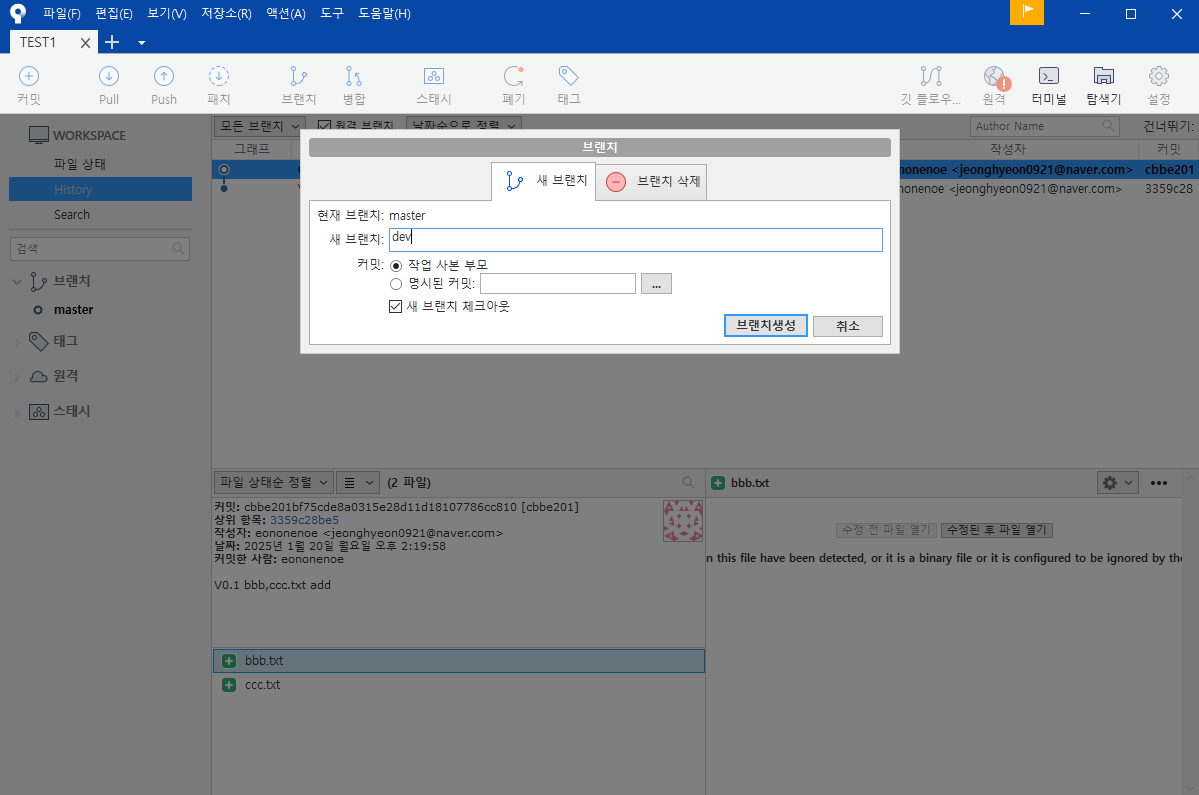 파일(F) 편집(E) 보기(V) 저장소(R) 액션(A) 도구 도움말(H)
TEST1
커밋 Pull Push 패치 브랜치 병합 스태시 폐기 태그 깃 플로우... 원격 터미널 탐색기 설정
WORKSPACE
파일 상태
History
Search
검색
브랜치
master
태그
원격
스태시
모든 브랜치 원격 브랜치 날짜순으로 정렬 Author Name 건너뛰기:
그래프 작성자 커밋
nonenoe <jeonghyeon0921@naver.com> cbbe201
nonenoe <jeonghyeon0921@naver.com> 3359c28
브랜치
새 브랜치 브랜치 삭제
현재 브랜치: master
새 브랜치: dev
커밋: 작업 사본 부모
명시된 커밋: ...
새 브랜치 체크아웃
브랜치생성 취소
파일 상태순 정렬 (2 파일)
커밋: cbbe201bf75cde8a0315e28d11d18107786cc810 [cbbe201]
상위 항목: 3359c28be5
작성자: eononenoe <jeonghyeon0921@naver.com>
날짜: 2025년 1월 20일 월요일 오후 2:19:58
커밋한 사람: eononenoe
V0.1 bbb,ccc.txt add
bbb.txt
ccc.txt
bbb.txt
수정 전 파일 열기 수정된 후 파일 열기
n this file have been detected, or it is a binary file or it is configured to be ignored by the